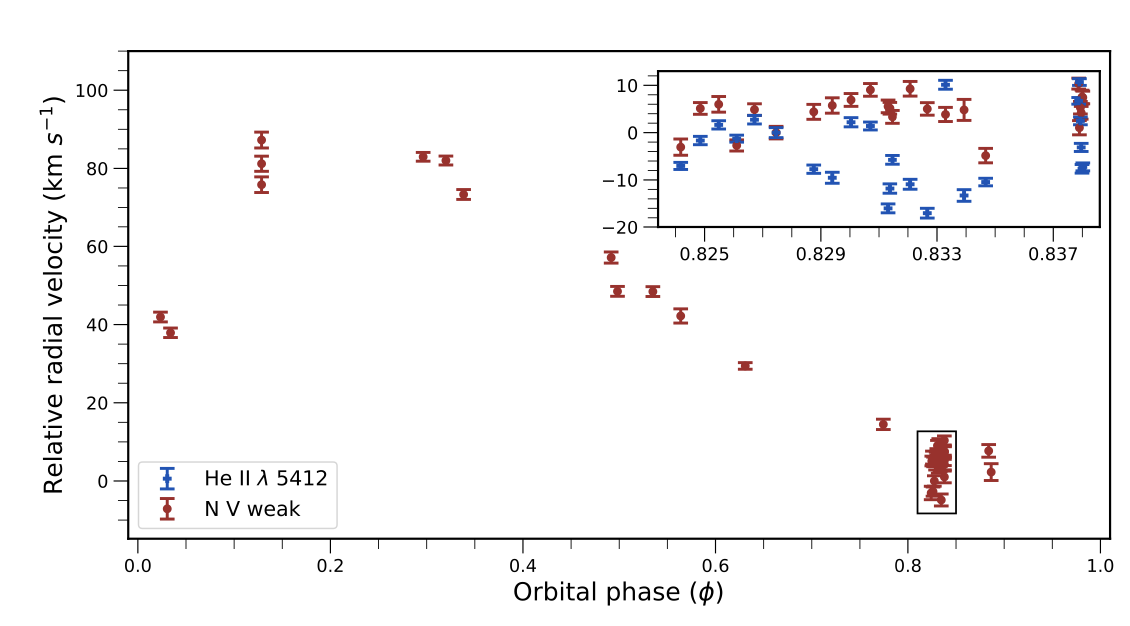 100
80
60
40
20
0
Relative radial velocity (km s⁻¹)
10
0
−10
−20
0.825 0.829 0.833 0.837
He II λ 5412
N V weak
0.0 0.2 0.4 0.6 0.8 1.0
Orbital phase (ϕ)